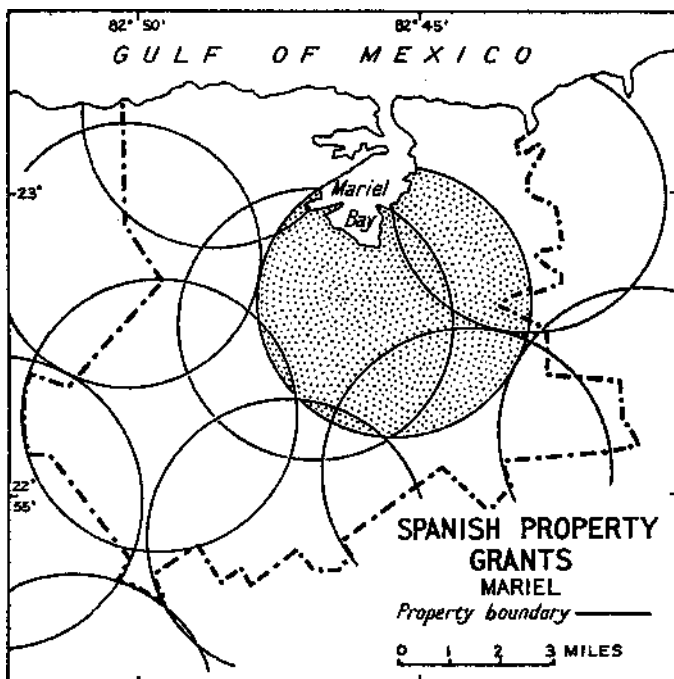 82° 50' 82° 45'
GULF OF MEXICO
23°
Mariel
Bay
22°
55'
SPANISH PROPERTY
GRANTS
MARIEL
Property boundary
0 1 2 3 MILES